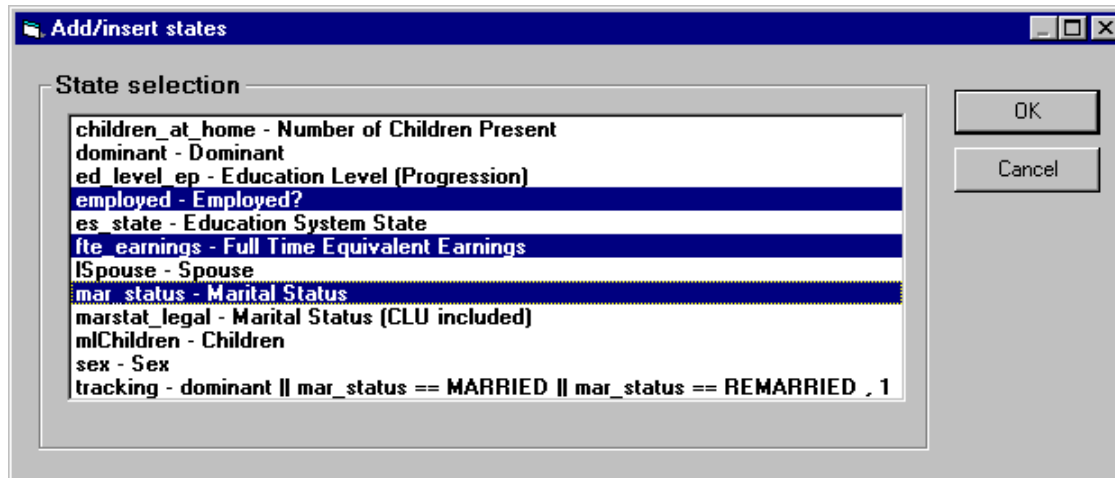 Add/insert states
State selection
children_at_home - Number of Children Present
dominant - Dominant
ed_level_ep - Education Level (Progression)
employed - Employed?
es_state - Education System State
fte_earnings - Full Time Equivalent Earnings
lSpouse - Spouse
mar_status - Marital Status
marstat_legal - Marital Status (CLU included)
mlChildren - Children
sex - Sex
tracking - dominant || mar_status == MARRIED || mar_status == REMARRIED , 1
OK
Cancel